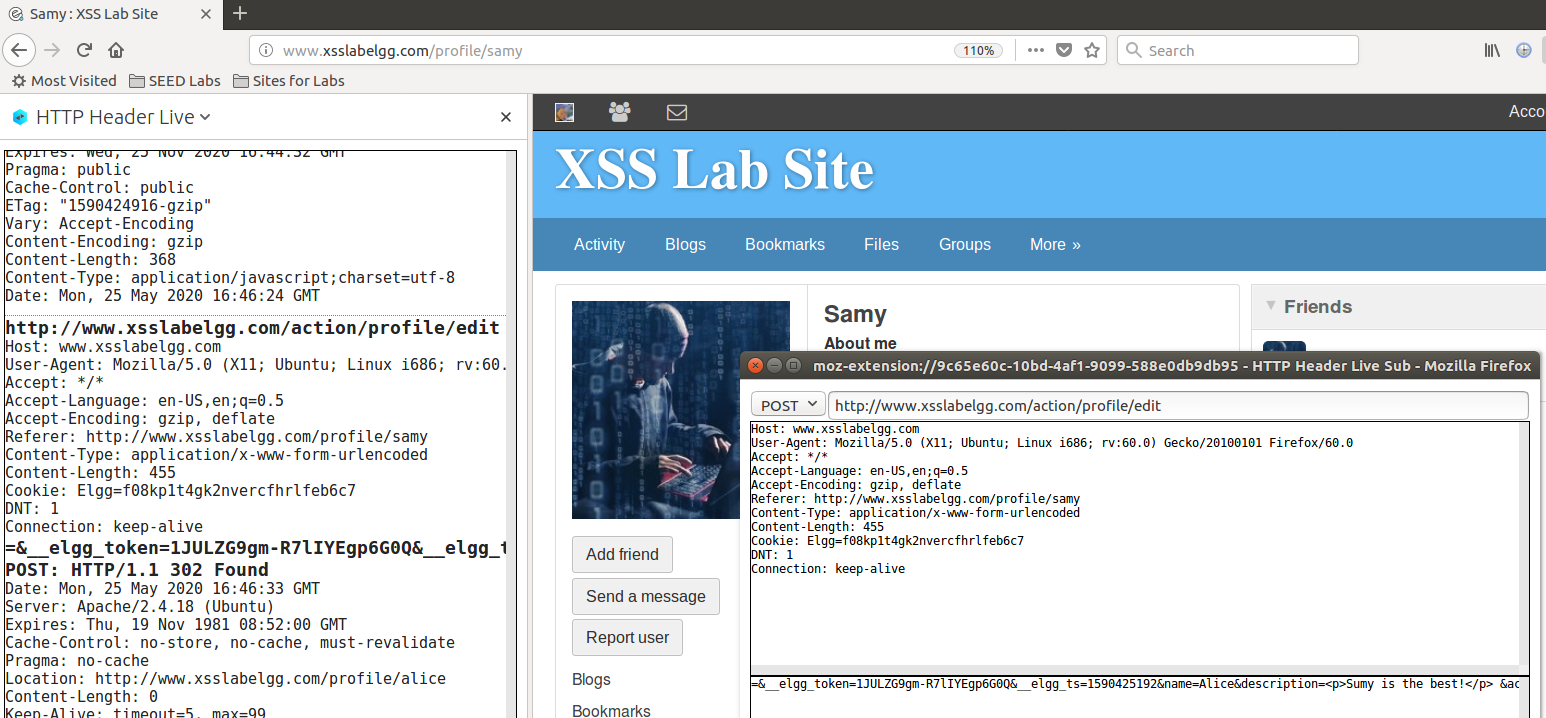 Samy : XSS Lab Site
www.xsslabelgg.com/profile/samy
110%
Search
Most Visited
SEED Labs
Sites for Labs
HTTP Header Live
Expires: Wed, 25 Nov 2020 16:44:32 GMT
Pragma: public
Cache-Control: public
ETag: "1590424916-gzip"
Vary: Accept-Encoding
Content-Encoding: gzip
Content-Length: 368
Content-Type: application/javascript;charset=utf-8
Date: Mon, 25 May 2020 16:46:24 GMT
http://www.xsslabelgg.com/action/profile/edit
Host: www.xsslabelgg.com
User-Agent: Mozilla/5.0 (X11; Ubuntu; Linux i686; rv:60.
Accept: */*
Accept-Language: en-US,en;q=0.5
Accept-Encoding: gzip, deflate
Referer: http://www.xsslabelgg.com/profile/samy
Content-Type: application/x-www-form-urlencoded
Content-Length: 455
Cookie: Elgg=f08kp1t4gk2nvercfhrlfeb6c7
DNT: 1
Connection: keep-alive
=&__elgg_token=1JULZG9gm-R7lIYEgp6G0Q&__elgg_t
POST: HTTP/1.1 302 Found
Date: Mon, 25 May 2020 16:46:33 GMT
Server: Apache/2.4.18 (Ubuntu)
Expires: Thu, 19 Nov 1981 08:52:00 GMT
Cache-Control: no-store, no-cache, must-revalidate
Pragma: no-cache
Location: http://www.xsslabelgg.com/profile/alice
Content-Length: 0
Keep-Alive: timeout=5, max=99
Acco
XSS Lab Site
Activity
Blogs
Bookmarks
Files
Groups
More »
Samy
About me
Friends
Add friend
Send a message
Report user
Blogs
Bookmarks
moz-extension://9c65e60c-10bd-4af1-9099-588e0db9db95 - HTTP Header Live Sub - Mozilla Firefox
POST
http://www.xsslabelgg.com/action/profile/edit
Host: www.xsslabelgg.com
User-Agent: Mozilla/5.0 (X11; Ubuntu; Linux i686; rv:60.0) Gecko/20100101 Firefox/60.0
Accept: */*
Accept-Language: en-US,en;q=0.5
Accept-Encoding: gzip, deflate
Referer: http://www.xsslabelgg.com/profile/samy
Content-Type: application/x-www-form-urlencoded
Content-Length: 455
Cookie: Elgg=f08kp1t4gk2nvercfhrlfeb6c7
DNT: 1
Connection: keep-alive
=&__elgg_token=1JULZG9gm-R7lIYEgp6G0Q&__elgg_ts=1590425192&name=Alice&description=<p>Sumy is the best!</p> &ac